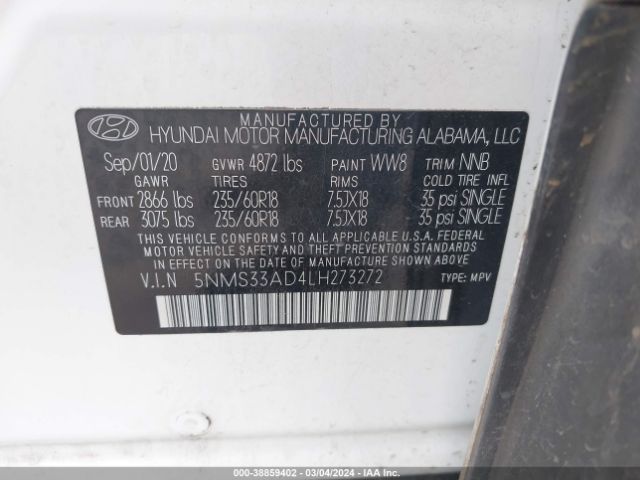 MANUFACTURED BY
HYUNDAI MOTOR MANUFACTURING ALABAMA, LLC
Sep/01/20 GVWR 4872 lbs PAINT WW8 TRIM NNB
GAWR TIRES RIMS COLD TIRE INFL
FRONT 2866 lbs 235/60R18 7.5JX18 35 psi SINGLE
REAR 3075 lbs 235/60R18 7.5JX18 35 psi SINGLE
THIS VEHICLE CONFORMS TO ALL APPLICABLE U.S.A. FEDERAL
MOTOR VEHICLE SAFETY AND THEFT PREVENTION STANDARDS
IN EFFECT ON THE DATE OF MANUFACTURE SHOWN ABOVE.
V.I.N 5NMS33AD4LH273272 TYPE: MPV
000-38859402 - 03/04/2024 - IAAI.COM